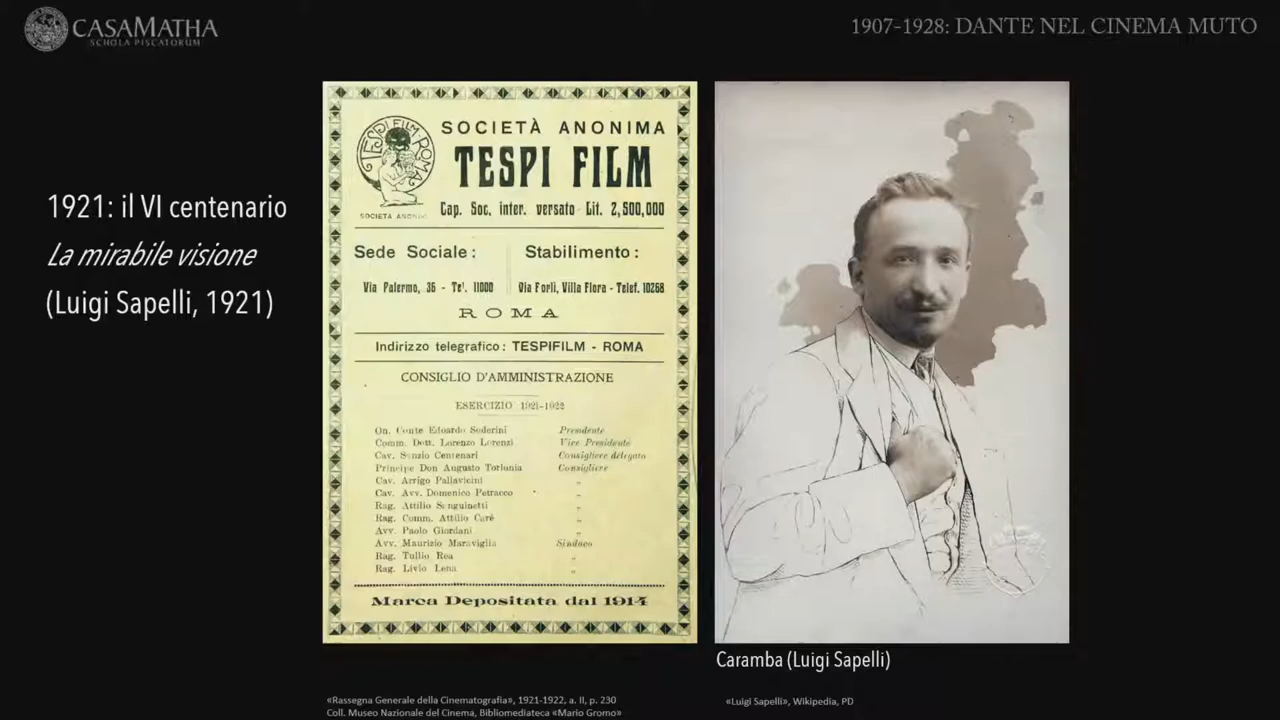 CASAMATHA
SCHOLA PISCATORUM
1907-1928: DANTE NEL CINEMA MUTO
1921: il VI centenario
La mirabile visione
(Luigi Sapelli, 1921)
TESPI FILM ROMA
SOCIETÀ ANONIMA
SOCIETÀ ANONIMA
TESPI FILM
Cap. Soc. inter. versato - Lit. 2,500,000
Sede Sociale:
Via Palermo, 36 - Tel. 11000
Stabilimento:
Via Forlì, Villa Flora - Telef. 10268
ROMA
Indirizzo telegrafico: TESPIFILM - ROMA
CONSIGLIO D'AMMINISTRAZIONE
ESERCIZIO 1921-1922
On. Conte Edoardo Soderini Presidente
Comm. Dott. Lorenzo Lorenzi Vice Presidente
Cav. Senzio Centenari Consigliere delegato
Principe Don Augusto Torlonia Consigliere
Cav. Arrigo Pallavicini „
Cav. Avv. Domenico Petracco „
Rag. Attilio Sanguinetti „
Rag. Comm. Attilio Carè „
Avv. Paolo Giordani „
Avv. Maurizio Maraviglia Sindaco
Rag. Tullio Rea „
Rag. Livio Lena „
Marca Depositata dal 1914
Caramba (Luigi Sapelli)
«Rassegna Generale della Cinematografia», 1921-1922, a. II, p. 230
Coll. Museo Nazionale del Cinema, Bibliomediateca «Mario Gromo»
«Luigi Sapelli», Wikipedia, PD